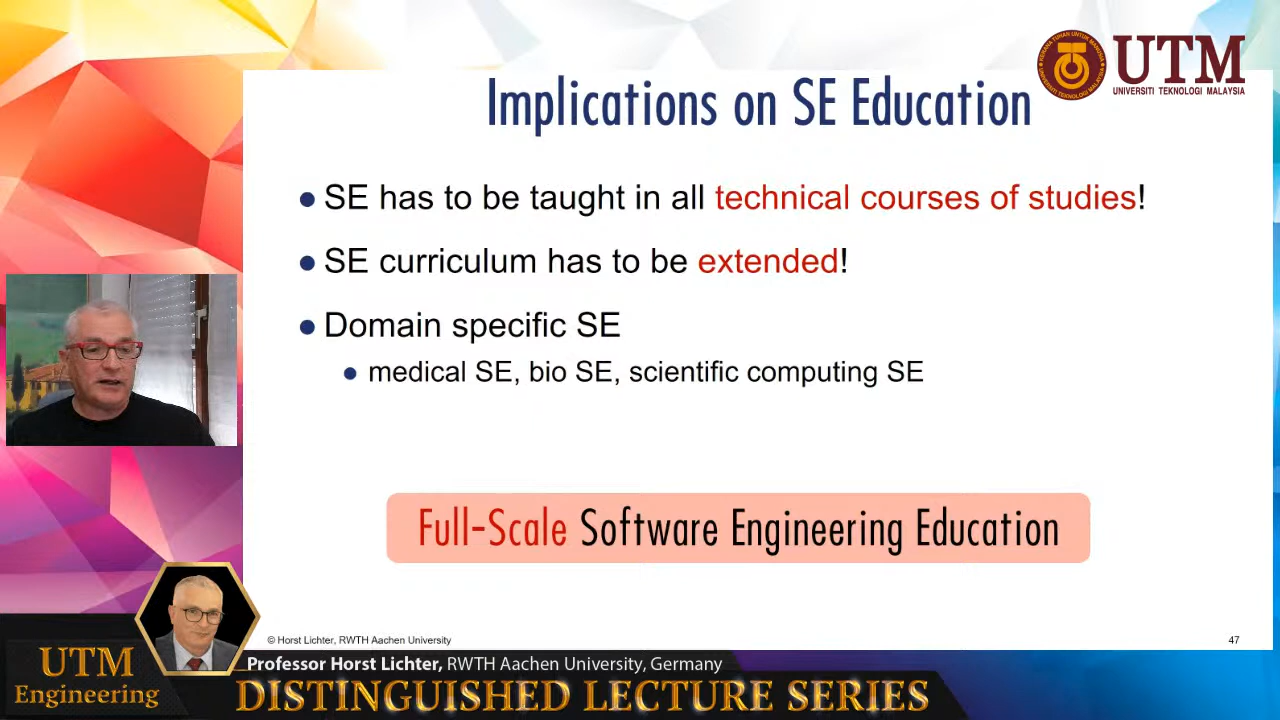 UTM
UNIVERSITI TEKNOLOGI MALAYSIA
Implications on SE Education
● SE has to be taught in all technical courses of studies!
● SE curriculum has to be extended!
● Domain specific SE
● medical SE, bio SE, scientific computing SE
Full-Scale Software Engineering Education
© Horst Lichter, RWTH Aachen University
47
UTM
Engineering
Professor Horst Lichter, RWTH Aachen University, Germany
DISTINGUISHED LECTURE SERIES